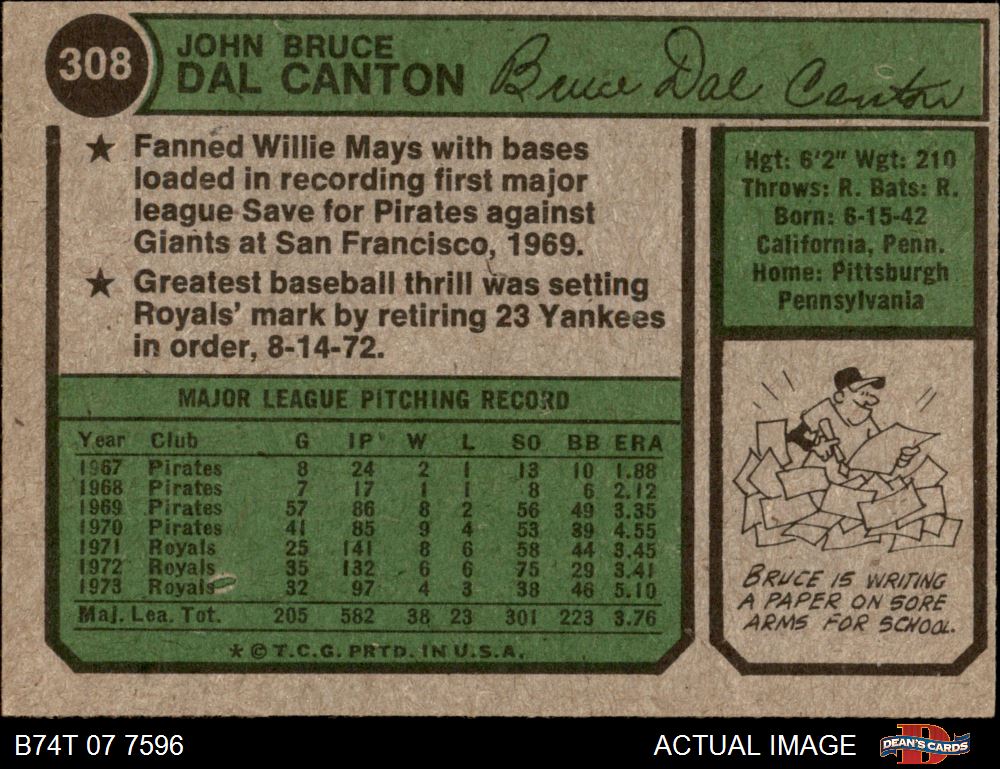 308
JOHN BRUCE
DAL CANTON
Bruce Dal Canton
★ Fanned Willie Mays with bases
loaded in recording first major
league Save for Pirates against
Giants at San Francisco, 1969.
★ Greatest baseball thrill was setting
Royals' mark by retiring 23 Yankees
in order, 8-14-72.
MAJOR LEAGUE PITCHING RECORD
Year Club G IP W L SO BB ERA
1967 Pirates 8 24 2 1 13 10 1.88
1968 Pirates 7 17 1 1 8 6 2.12
1969 Pirates 57 86 8 2 56 49 3.35
1970 Pirates 41 85 9 4 53 39 4.55
1971 Royals 25 141 8 6 58 44 3.45
1972 Royals 35 132 6 6 75 29 3.41
1973 Royals 32 97 4 3 38 46 5.10
Maj. Lea. Tot. 205 582 38 23 301 223 3.76
★ © T.C.G. PRTD. IN U.S.A.
Hgt: 6'2" Wgt: 210
Throws: R. Bats: R.
Born: 6-15-42
California, Penn.
Home: Pittsburgh
Pennsylvania
BRUCE IS WRITING
A PAPER ON SORE
ARMS FOR SCHOOL.
B74T 07 7596
ACTUAL IMAGE
DEAN'S CARDS